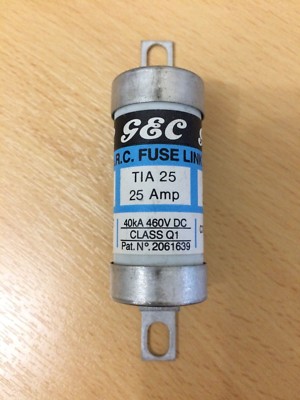 GEC
R.C. FUSE LINK
TIA 25
25 Amp
40kA 460V DC
CLASS Q1
Pat. Nº. 2061639